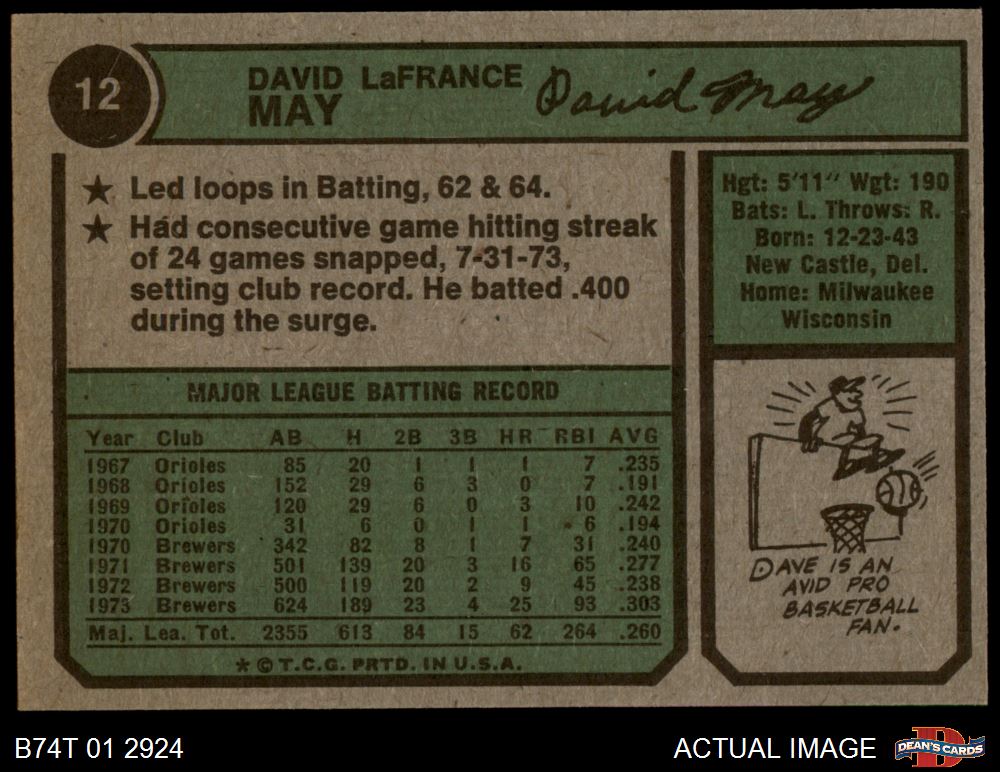 12
DAVID LaFRANCE
MAY
David May
★ Led loops in Batting, 62 & 64.
★ Had consecutive game hitting streak
of 24 games snapped, 7-31-73,
setting club record. He batted .400
during the surge.
Hgt: 5'11" Wgt: 190
Bats: L. Throws: R.
Born: 12-23-43
New Castle, Del.
Home: Milwaukee
Wisconsin
MAJOR LEAGUE BATTING RECORD
Year Club AB H 2B 3B HR RBI AVG
1967 Orioles 85 20 1 1 1 7 .235
1968 Orioles 152 29 6 3 0 7 .191
1969 Orioles 120 29 6 0 3 10 .242
1970 Orioles 31 6 0 1 1 6 .194
1970 Brewers 342 82 8 1 7 31 .240
1971 Brewers 501 139 20 3 16 65 .277
1972 Brewers 500 119 20 2 9 45 .238
1973 Brewers 624 189 23 4 25 93 .303
Maj. Lea. Tot. 2355 613 84 15 62 264 .260
* © T.C.G. PRTD. IN U.S.A.
DAVE IS AN
AVID PRO
BASKETBALL
FAN.
B74T 01 2924
ACTUAL IMAGE
D
DEAN'S CARDS